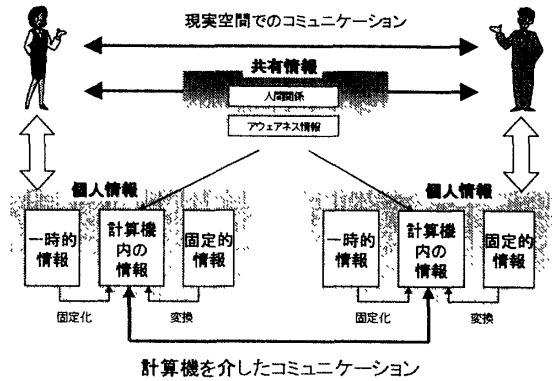 現実空間でのコミュニケーション
共有情報
人間関係
アウェアネス情報
個人情報
一時的
情報
計算機
内の
情報
固定的
情報
固定化
変換
個人情報
一時的
情報
計算機
内の
情報
固定的
情報
固定化
変換
計算機を介したコミュニケーション